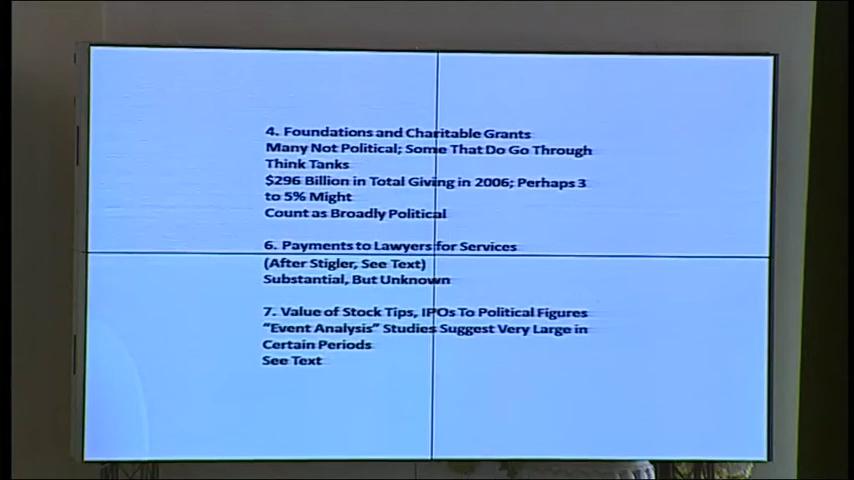 4. Foundations and Charitable Grants
Many Not Political; Some That Do Go Through
Think Tanks
$296 Billion in Total Giving in 2006; Perhaps 3
to 5% Might
Count as Broadly Political
6. Payments to Lawyers for Services
(After Stigler, See Text)
Substantial, But Unknown
7. Value of Stock Tips, IPOs To Political Figures
“Event Analysis” Studies Suggest Very Large in
Certain Periods
See Text